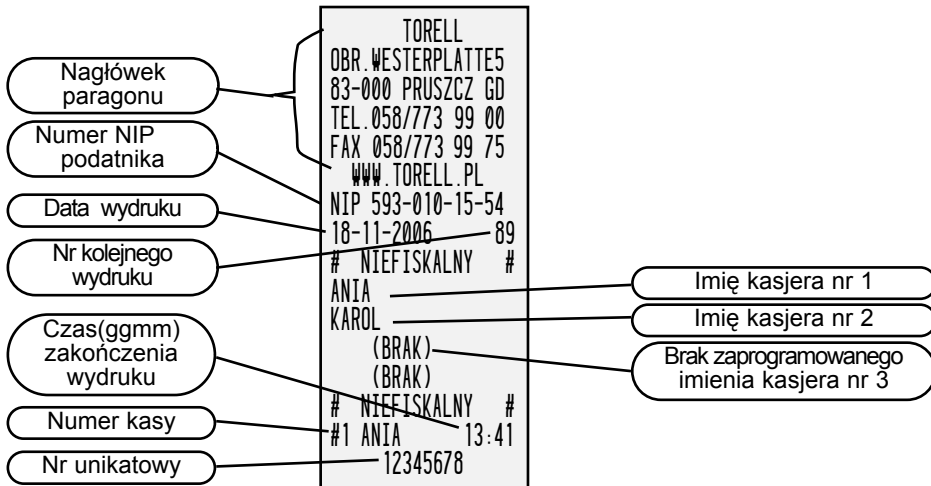 TORELL
OBR.WESTERPLATTE5
83-000 PRUSZCZ GD
TEL.058/773 99 00
FAX 058/773 99 75
WWW.TORELL.PL
NIP 593-010-15-54
18-11-2006 89
# NIEFISKALNY #
ANIA
KAROL
(BRAK)
(BRAK)
# NIEFISKALNY #
#1 ANIA 13:41
12345678
Nagłówek
paragonu
Numer NIP
podatnika
Data wydruku
Nr kolejnego
wydruku
Czas(ggmm)
zakończenia
wydruku
Numer kasy
Nr unikatowy
Imię kasjera nr 1
Imię kasjera nr 2
Brak zaprogramowanego
imienia kasjera nr 3